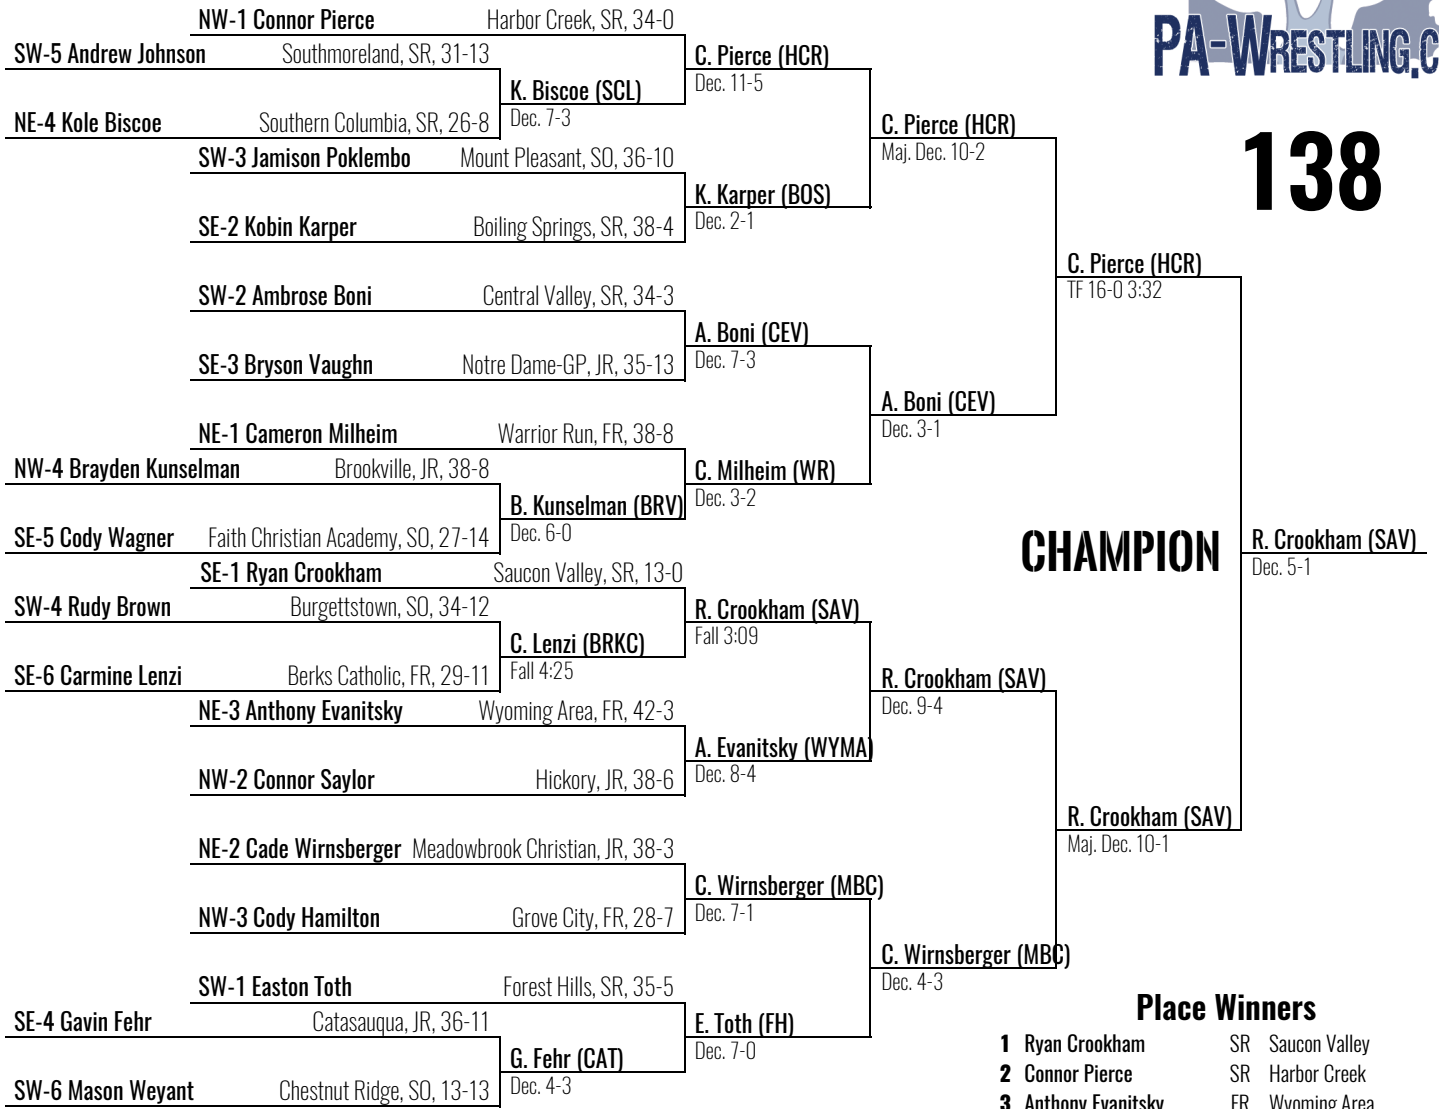 NW-1 Connor Pierce Harbor Creek, SR, 34-0
SW-5 Andrew Johnson Southmoreland, SR, 31-13
C. Pierce (HCR)
Dec. 11-5
K. Biscoe (SCL)
Dec. 7-3
NE-4 Kole Biscoe Southern Columbia, SR, 26-8
C. Pierce (HCR)
Maj. Dec. 10-2
SW-3 Jamison Poklembo Mount Pleasant, SO, 36-10
K. Karper (BOS)
Dec. 2-1
SE-2 Kobin Karper Boiling Springs, SR, 38-4
PA-WRESTLING.C
138
C. Pierce (HCR)
TF 16-0 3:32
SW-2 Ambrose Boni Central Valley, SR, 34-3
A. Boni (CEV)
Dec. 7-3
SE-3 Bryson Vaughn Notre Dame-GP, JR, 35-13
A. Boni (CEV)
Dec. 3-1
NE-1 Cameron Milheim Warrior Run, FR, 38-8
NW-4 Brayden Kunselman Brookville, JR, 38-8
C. Milheim (WR)
Dec. 3-2
B. Kunselman (BRV)
Dec. 6-0
SE-5 Cody Wagner Faith Christian Academy, SO, 27-14
CHAMPION
R. Crookham (SAV)
Dec. 5-1
SE-1 Ryan Crookham Saucon Valley, SR, 13-0
SW-4 Rudy Brown Burgettstown, SO, 34-12
R. Crookham (SAV)
Fall 3:09
C. Lenzi (BRKC)
Fall 4:25
SE-6 Carmine Lenzi Berks Catholic, FR, 29-11
R. Crookham (SAV)
Dec. 9-4
NE-3 Anthony Evanitsky Wyoming Area, FR, 42-3
A. Evanitsky (WYMA)
Dec. 8-4
NW-2 Connor Saylor Hickory, JR, 38-6
R. Crookham (SAV)
Maj. Dec. 10-1
NE-2 Cade Wirnsberger Meadowbrook Christian, JR, 38-3
C. Wirnsberger (MBC)
Dec. 7-1
NW-3 Cody Hamilton Grove City, FR, 28-7
C. Wirnsberger (MBC)
Dec. 4-3
SW-1 Easton Toth Forest Hills, SR, 35-5
SE-4 Gavin Fehr Catasauqua, JR, 36-11
E. Toth (FH)
Dec. 7-0
G. Fehr (CAT)
Dec. 4-3
SW-6 Mason Weyant Chestnut Ridge, SO, 13-13
Place Winners
1 Ryan Crookham SR Saucon Valley
2 Connor Pierce SR Harbor Creek
3 Anthony Evanitsky FR Wyoming Area